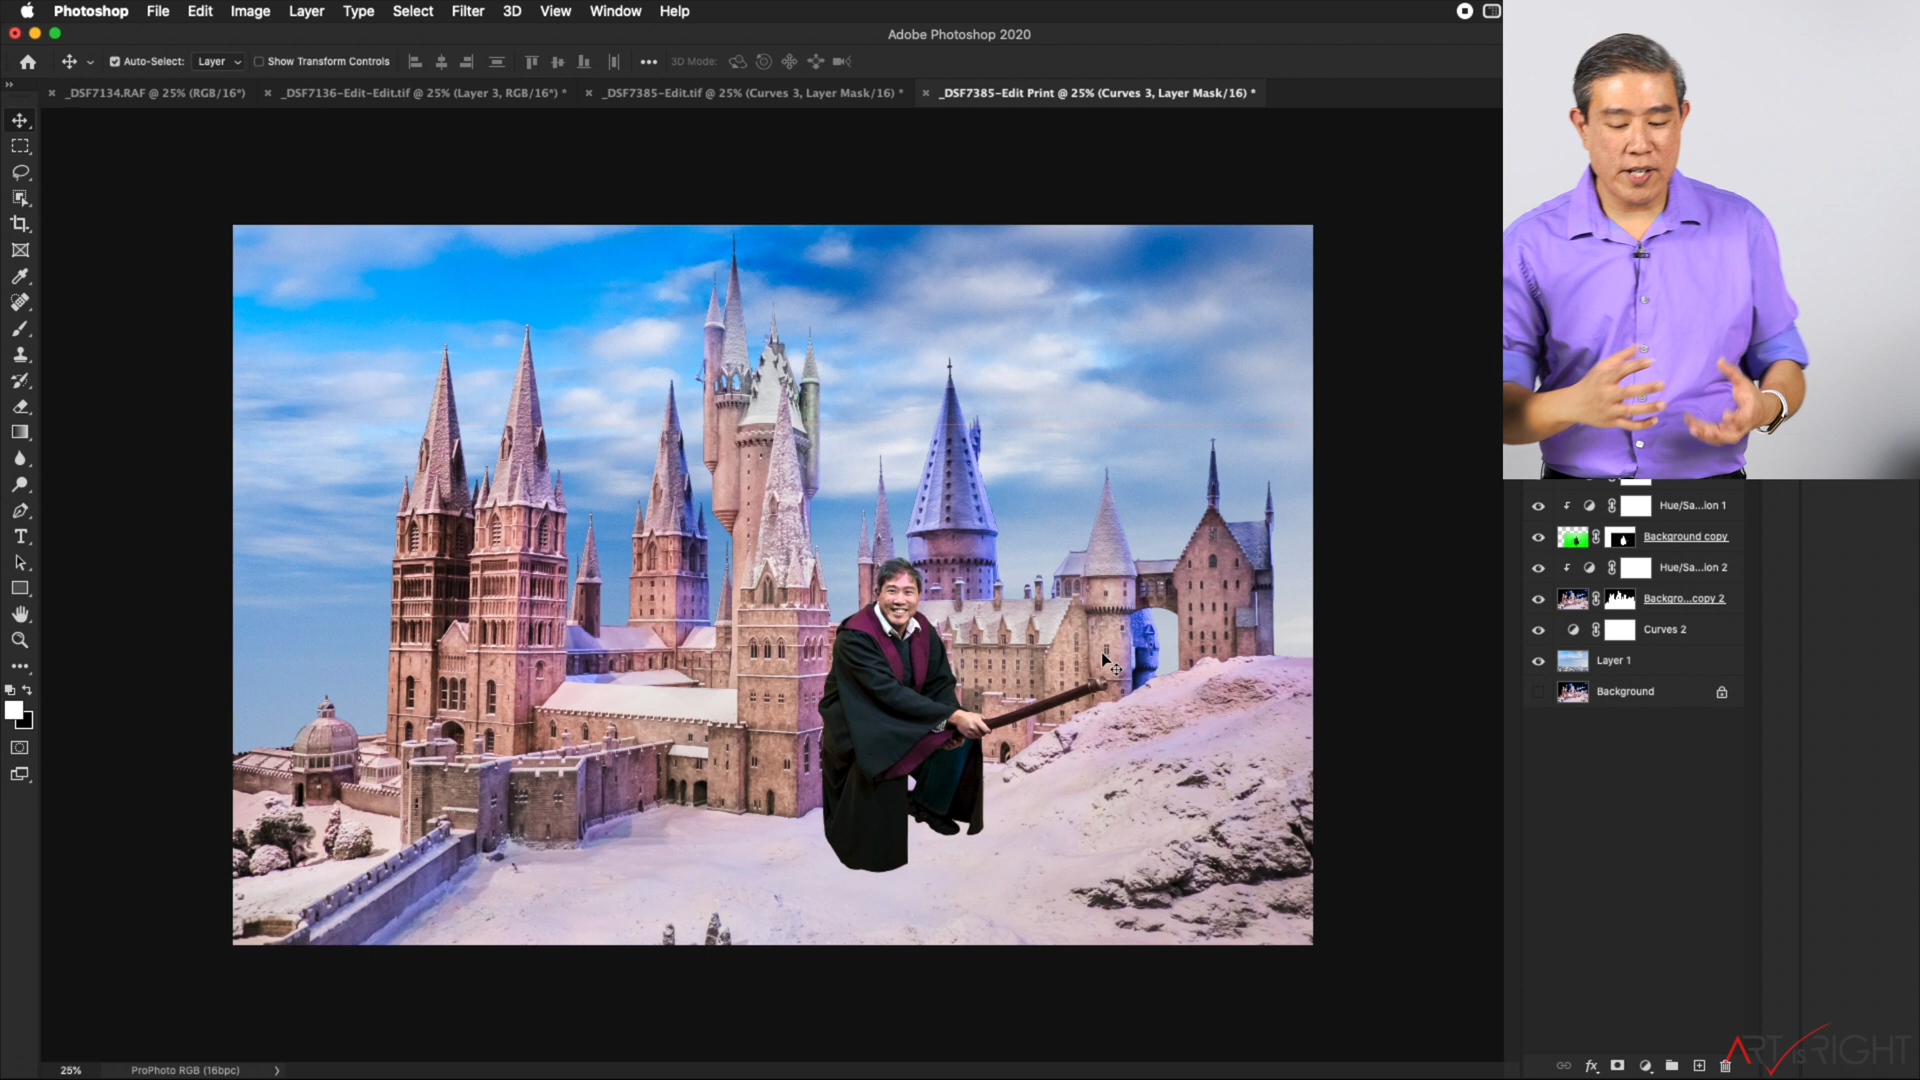 Photoshop File Edit Image Layer Type Select Filter 3D View Window Help
Adobe Photoshop 2020
Auto-Select: Layer Show Transform Controls ••• 3D Mode:
_DSF7134.RAF @ 25% (RGB/16*) _DSF7136-Edit-Edit.tif @ 25% (Layer 3, RGB/16*) * _DSF7385-Edit.tif @ 25% (Curves 3, Layer Mask/16) * _DSF7385-Edit Print @ 25% (Curves 3, Layer Mask/16) *
Hue/Sa...ion 1
Background copy
Hue/Sa...ion 2
Backgro...copy 2
Curves 2
Layer 1
Background
fx
ART IS RIGHT
25% ProPhoto RGB (16bpc)